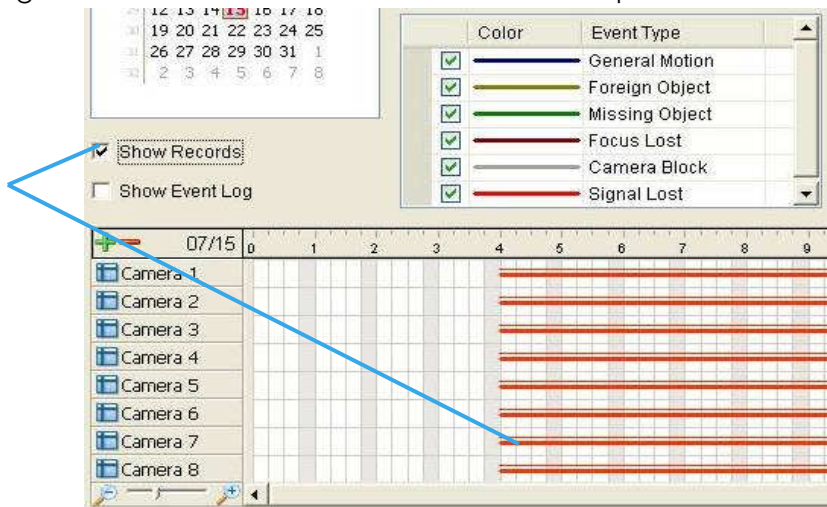 29 12 13 14 15 16 17 18
30 19 20 21 22 23 24 25
31 26 27 28 29 30 31 1
32 2 3 4 5 6 7 8
Color Event Type
General Motion
Foreign Object
Missing Object
Focus Lost
Camera Block
Signal Lost
Show Records
Show Event Log
07/15 0 1 2 3 4 5 6 7 8 9
Camera 1
Camera 2
Camera 3
Camera 4
Camera 5
Camera 6
Camera 7
Camera 8